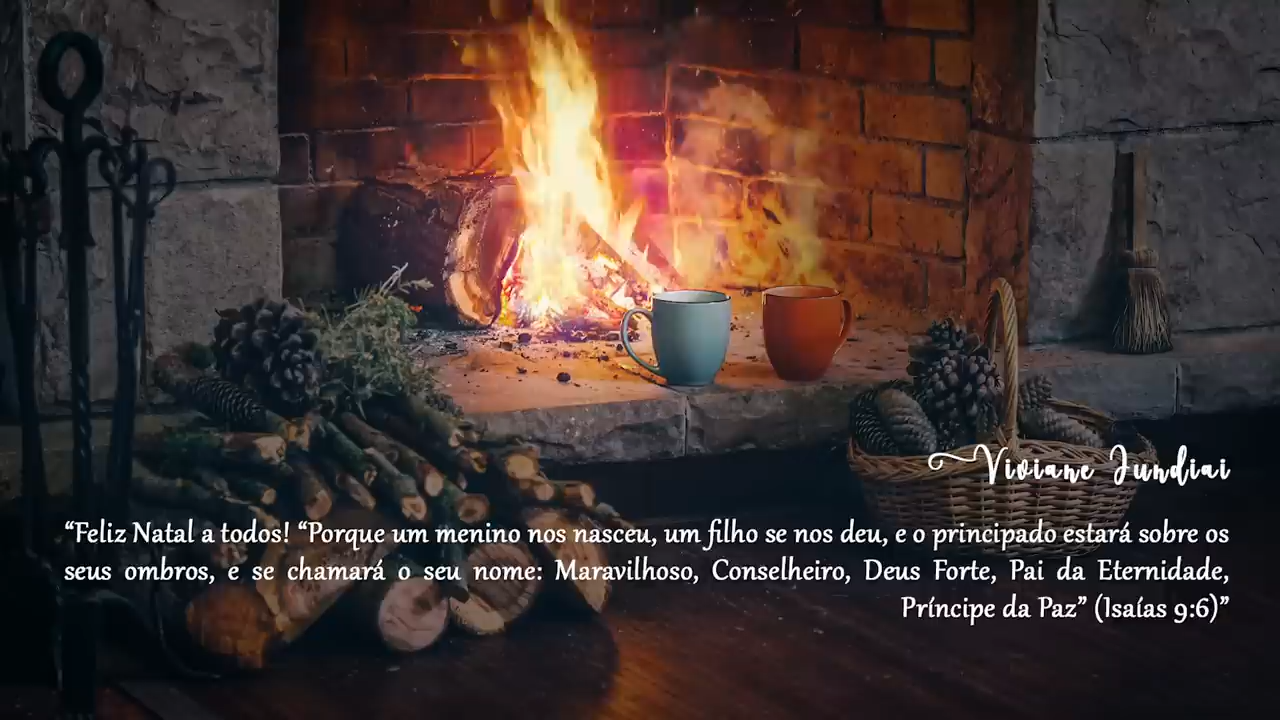 Viviane Jundiai
“Feliz Natal a todos! “Porque um menino nos nasceu, um filho se nos deu, e o principado estará sobre os
seus ombros, e se chamará o seu nome: Maravilhoso, Conselheiro, Deus Forte, Pai da Eternidade,
Príncipe da Paz” (Isaías 9:6)”